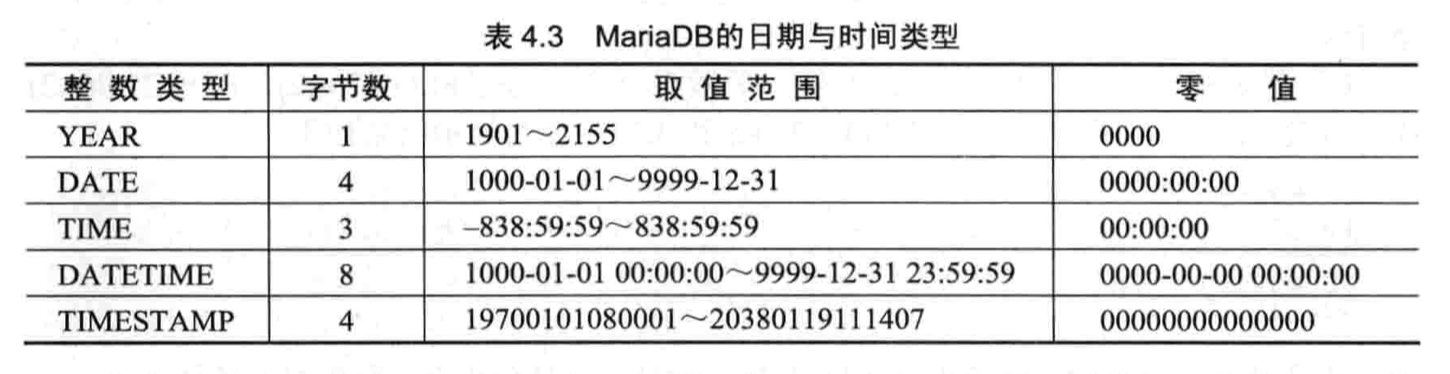 表 4.3 MariaDB的日期与时间类型
整数类型 字节数 取值范围 零值
YEAR 1 1901～2155 0000
DATE 4 1000-01-01～9999-12-31 0000:00:00
TIME 3 –838:59:59～838:59:59 00:00:00
DATETIME 8 1000-01-01 00:00:00～9999-12-31 23:59:59 0000-00-00 00:00:00
TIMESTAMP 4 19700101080001～20380119111407 00000000000000